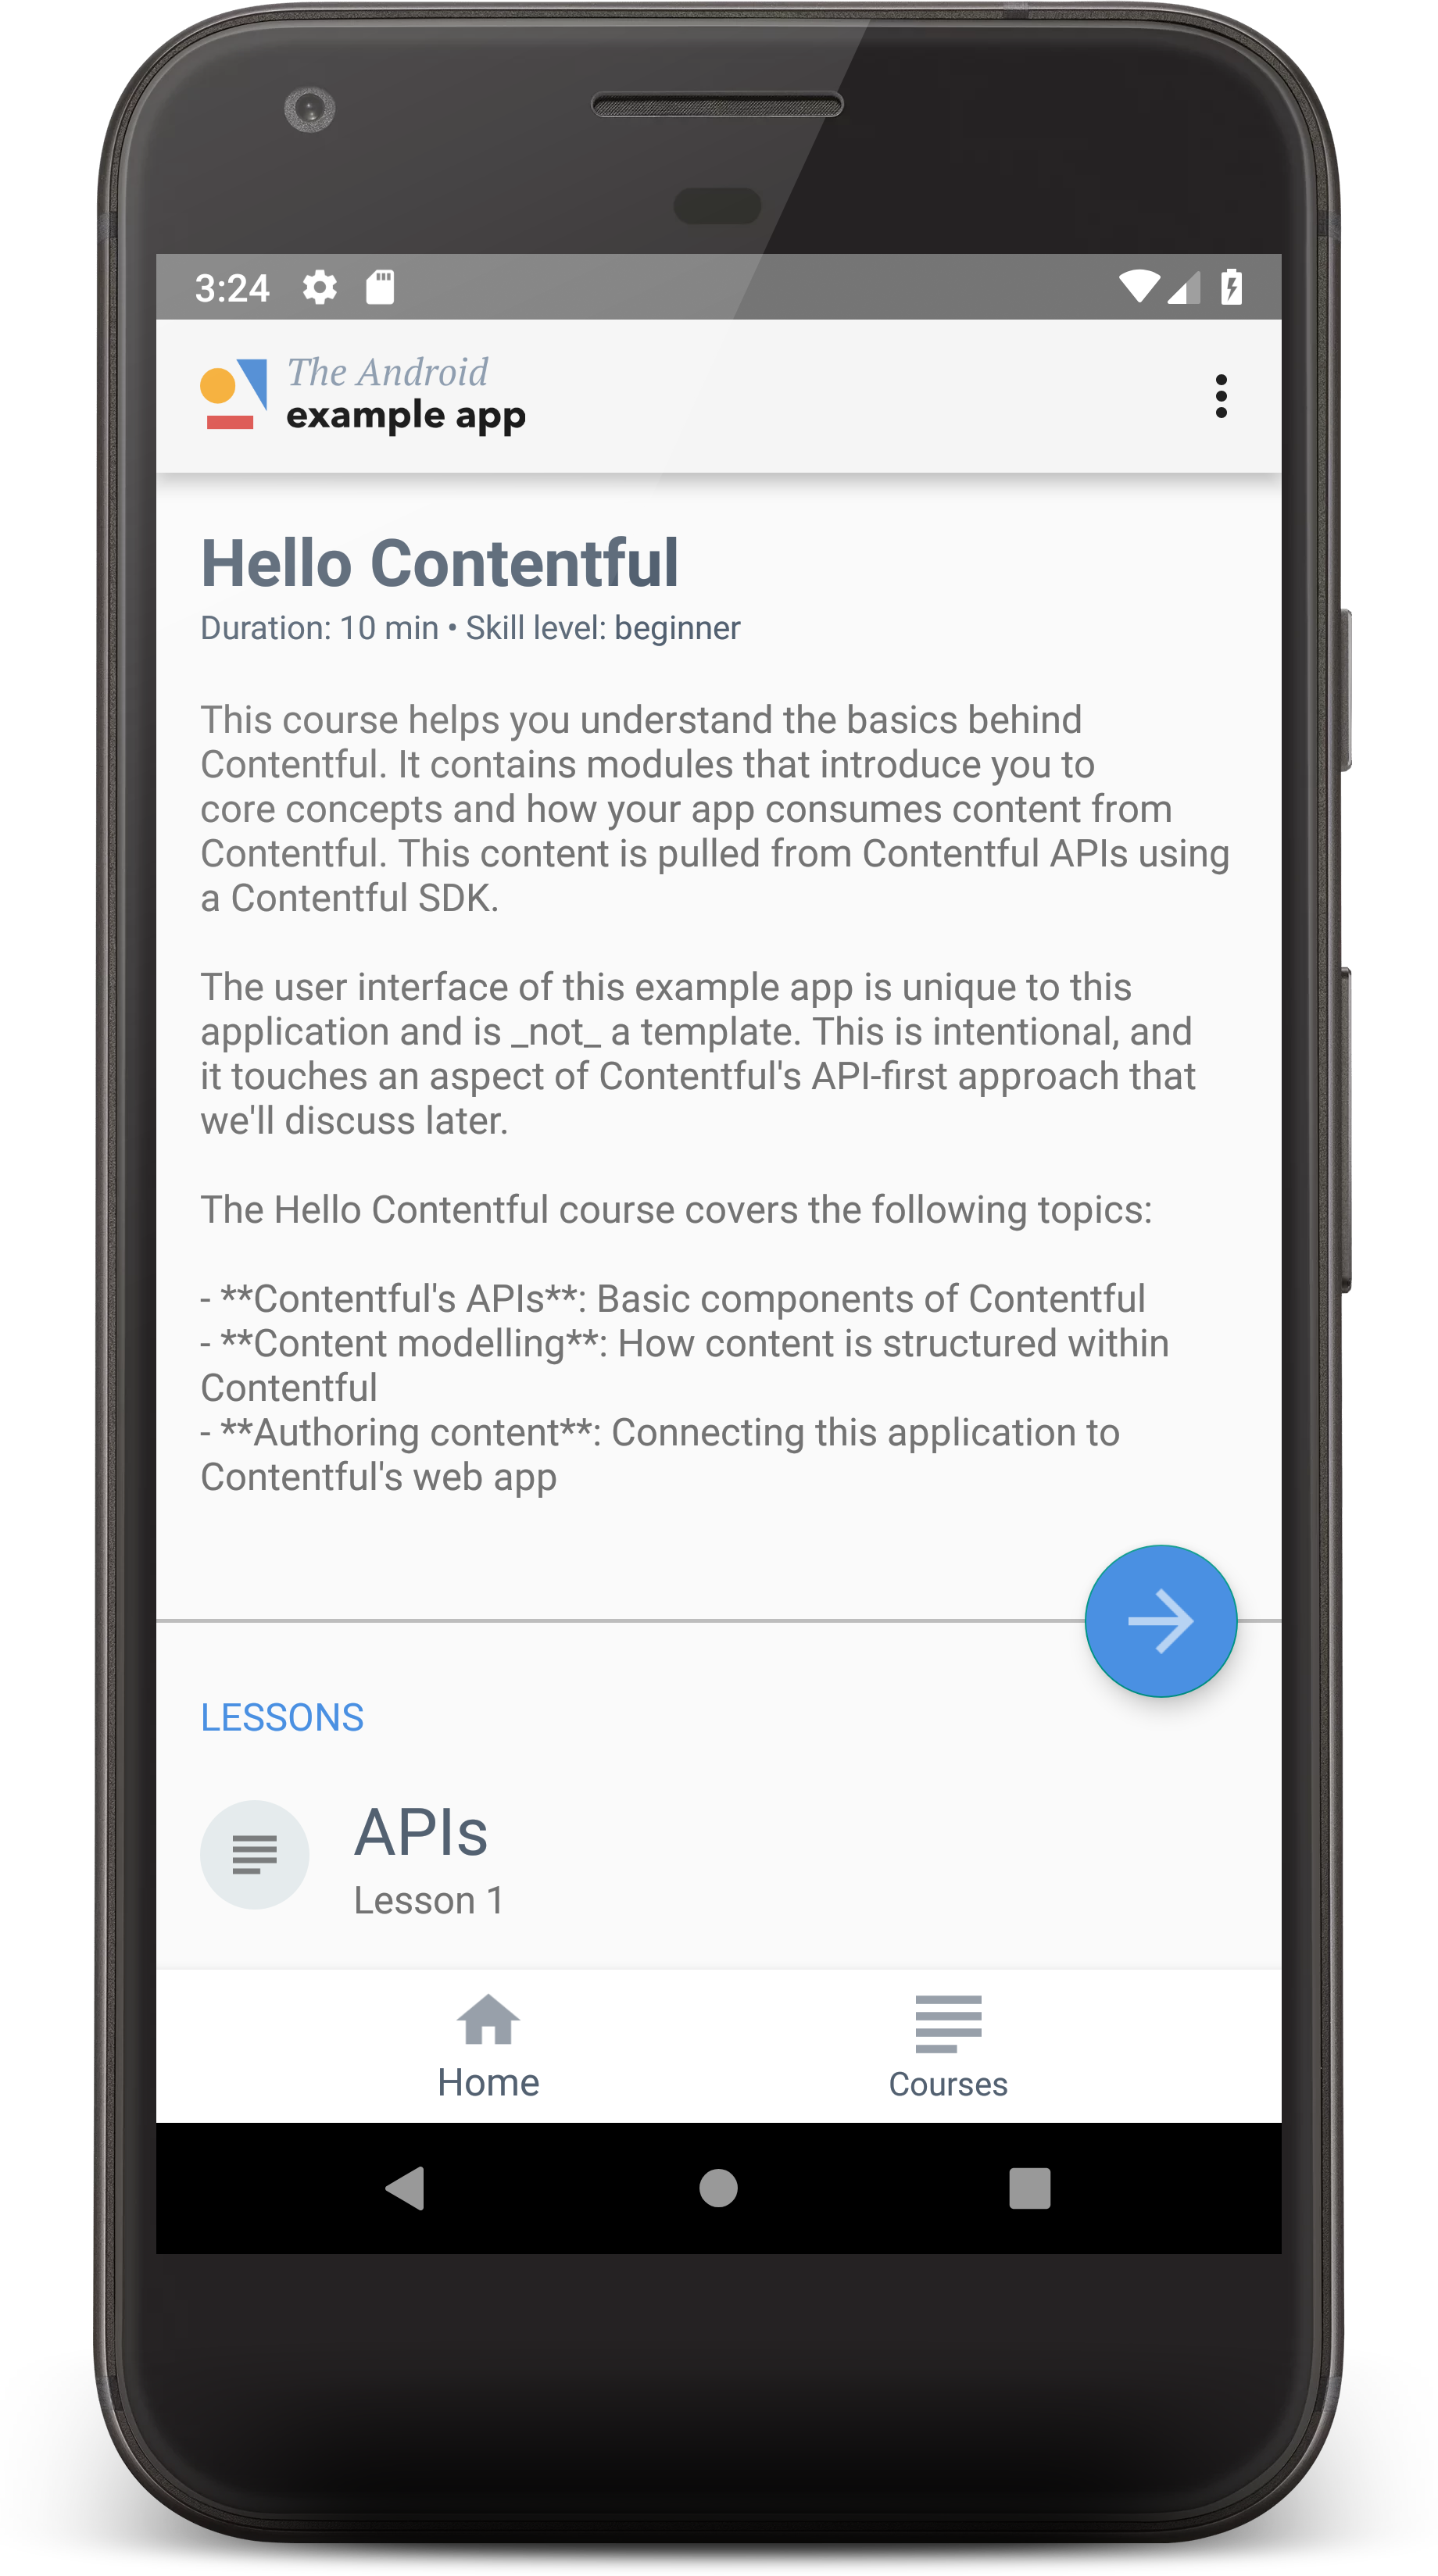 3:24
The Android
example app
Hello Contentful
Duration: 10 min • Skill level: beginner
This course helps you understand the basics behind
Contentful. It contains modules that introduce you to
core concepts and how your app consumes content from
Contentful. This content is pulled from Contentful APIs using
a Contentful SDK.
The user interface of this example app is unique to this
application and is _not_ a template. This is intentional, and
it touches an aspect of Contentful's API-first approach that
we'll discuss later.
The Hello Contentful course covers the following topics:
- **Contentful's APIs**: Basic components of Contentful
- **Content modelling**: How content is structured within
Contentful
- **Authoring content**: Connecting this application to
Contentful's web app
LESSONS
APIs
Lesson 1
Home
Courses